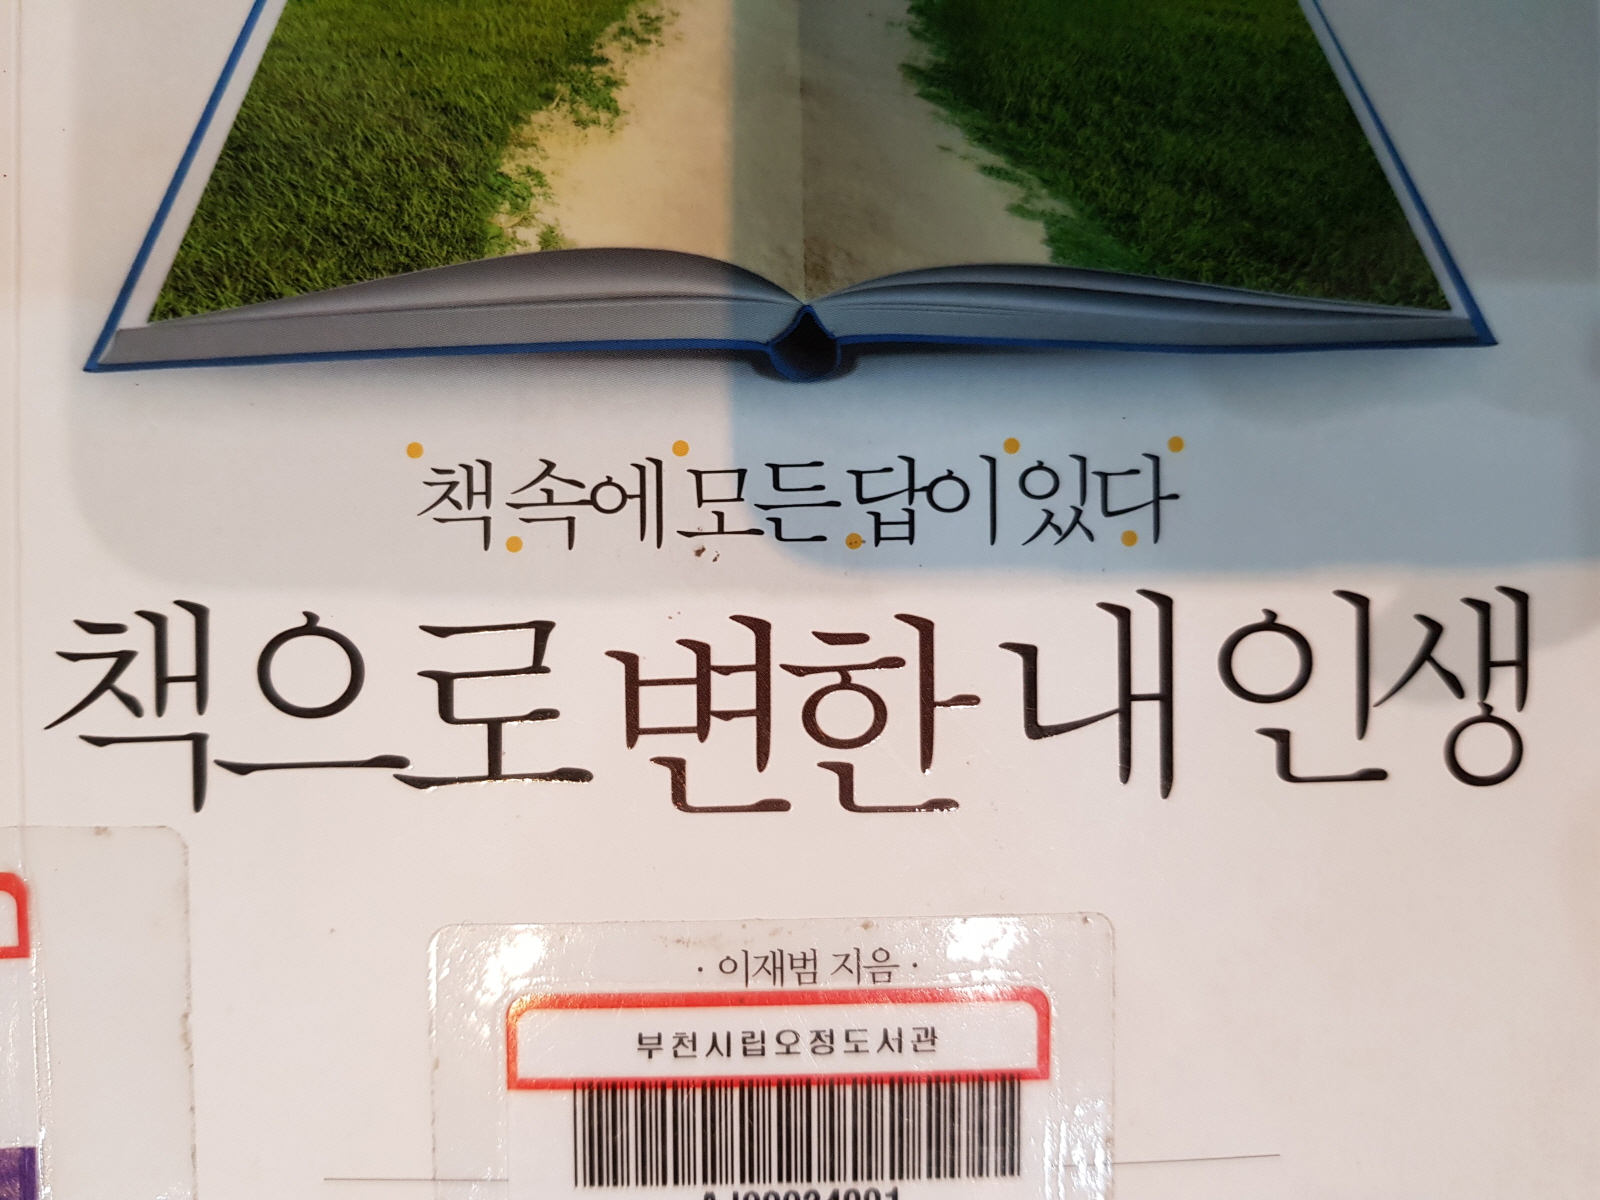 책 속에 모든 답이 있다
책으로 변한 내 인생
· 이재범 지음 ·
부천시립오정도서관